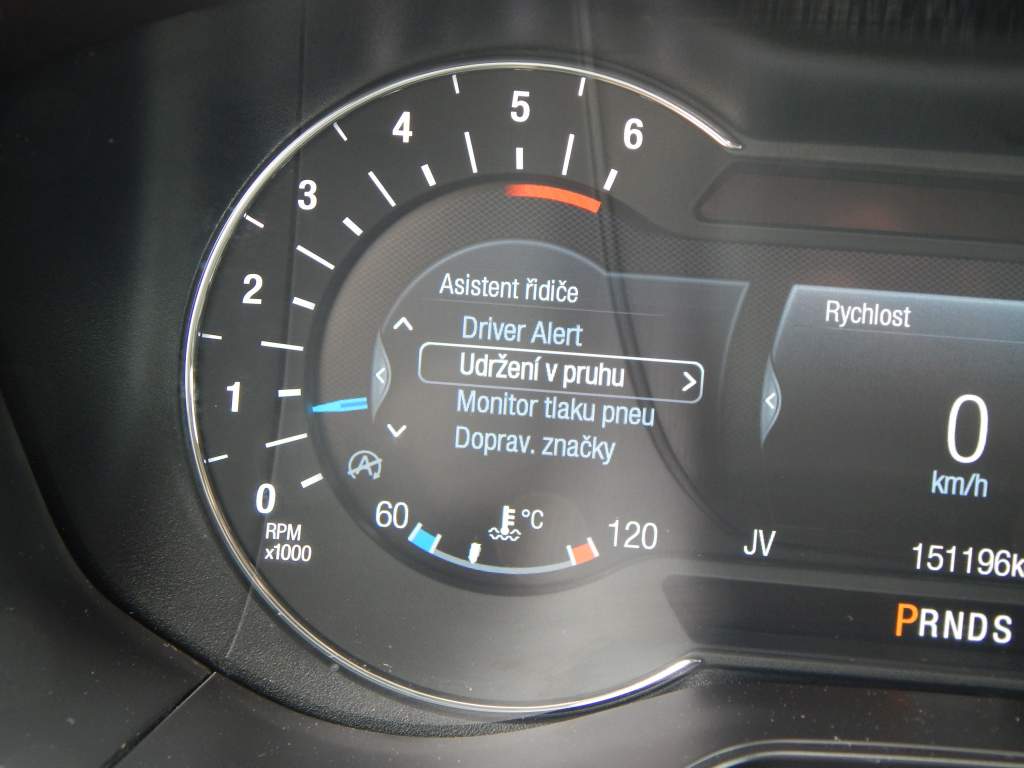 6
5
4
3
2
1
0
RPM
x1000
Asistent řidiče
Driver Alert
Udržení v pruhu
Monitor tlaku pneu
Doprav. značky
A
60
°C
120
Rychlost
0
km/h
JV
151196k
PRNDS